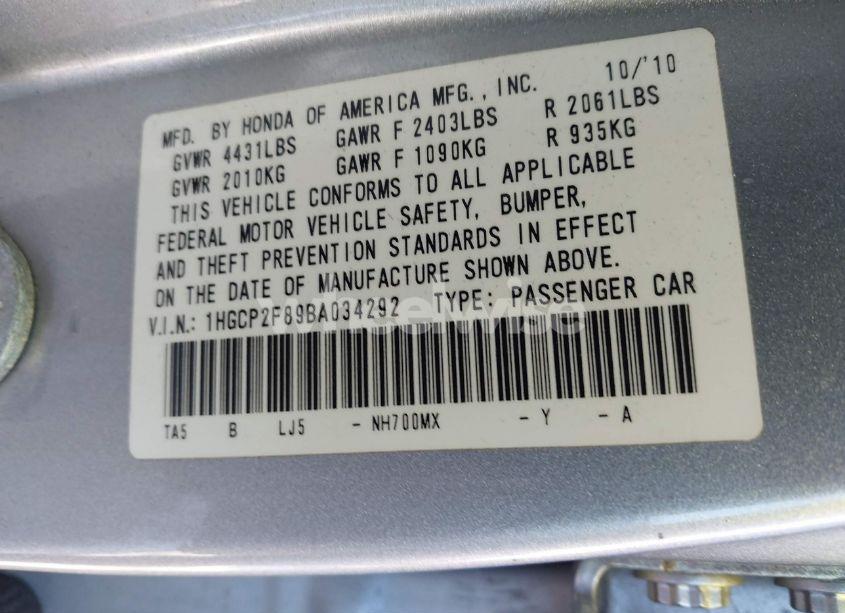 MFD. BY HONDA OF AMERICA MFG., INC. 10/'10
GVWR 4431LBS GAWR F 2403LBS R 2061LBS
GVWR 2010KG GAWR F 1090KG R 935KG
THIS VEHICLE CONFORMS TO ALL APPLICABLE
FEDERAL MOTOR VEHICLE SAFETY, BUMPER,
AND THEFT PREVENTION STANDARDS IN EFFECT
ON THE DATE OF MANUFACTURE SHOWN ABOVE.
V.I.N.: 1HGCP2F89BA034292 TYPE: PASSENGER CAR
wheelwise
TA5 B LJ5 - NH700MX - Y - A